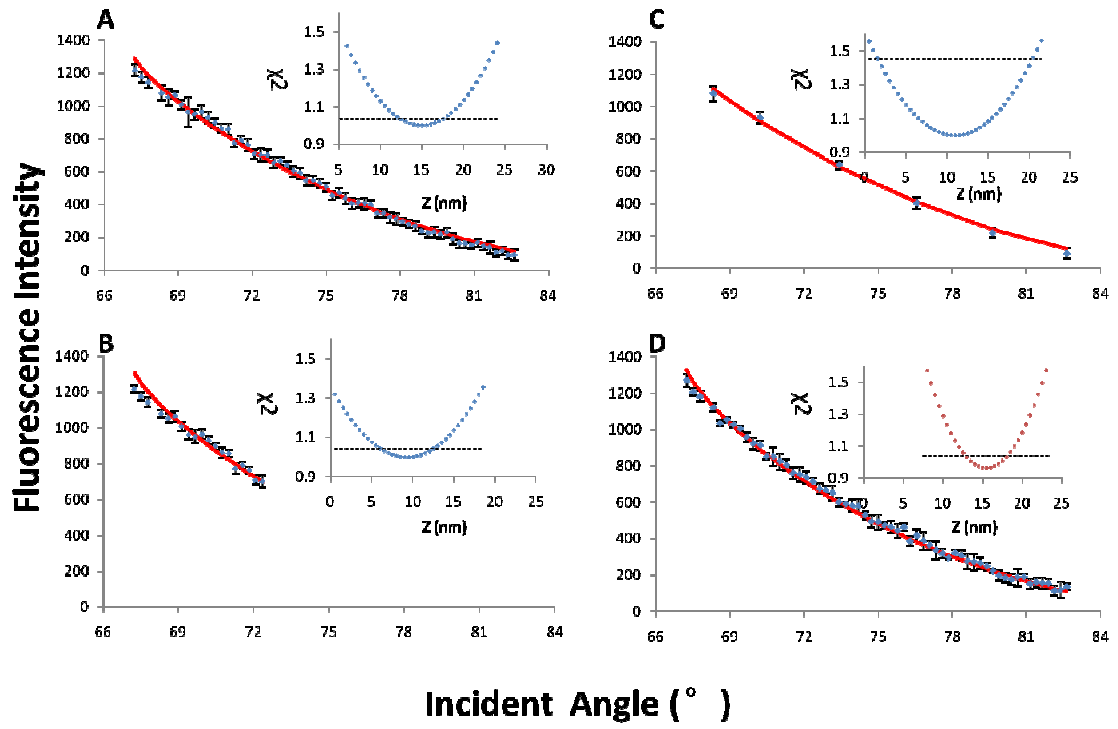 A
1400
1200
1000
800
600
400
200
0
66 69 72 75 78 81 84
1.5
1.3
1.1
0.9
χ2
5 10 15 20 25 30
Z (nm)
C
1400
1200
1000
800
600
400
200
0
66 69 72 75 78 81 84
1.5
1.3
1.1
0.9
χ2
0 5 10 15 20 25
Z (nm)
B
1400
1200
1000
800
600
400
200
0
66 69 72 75 78 81 84
1.5
1.3
1.1
0.9
χ2
0 5 10 15 20 25
Z (nm)
D
1400
1200
1000
800
600
400
200
0
66 69 72 75 78 81 84
1.5
1.3
1.1
0.9
χ2
0 5 10 15 20 25
Z (nm)
Fluorescence Intensity
Incident Angle ( ° )